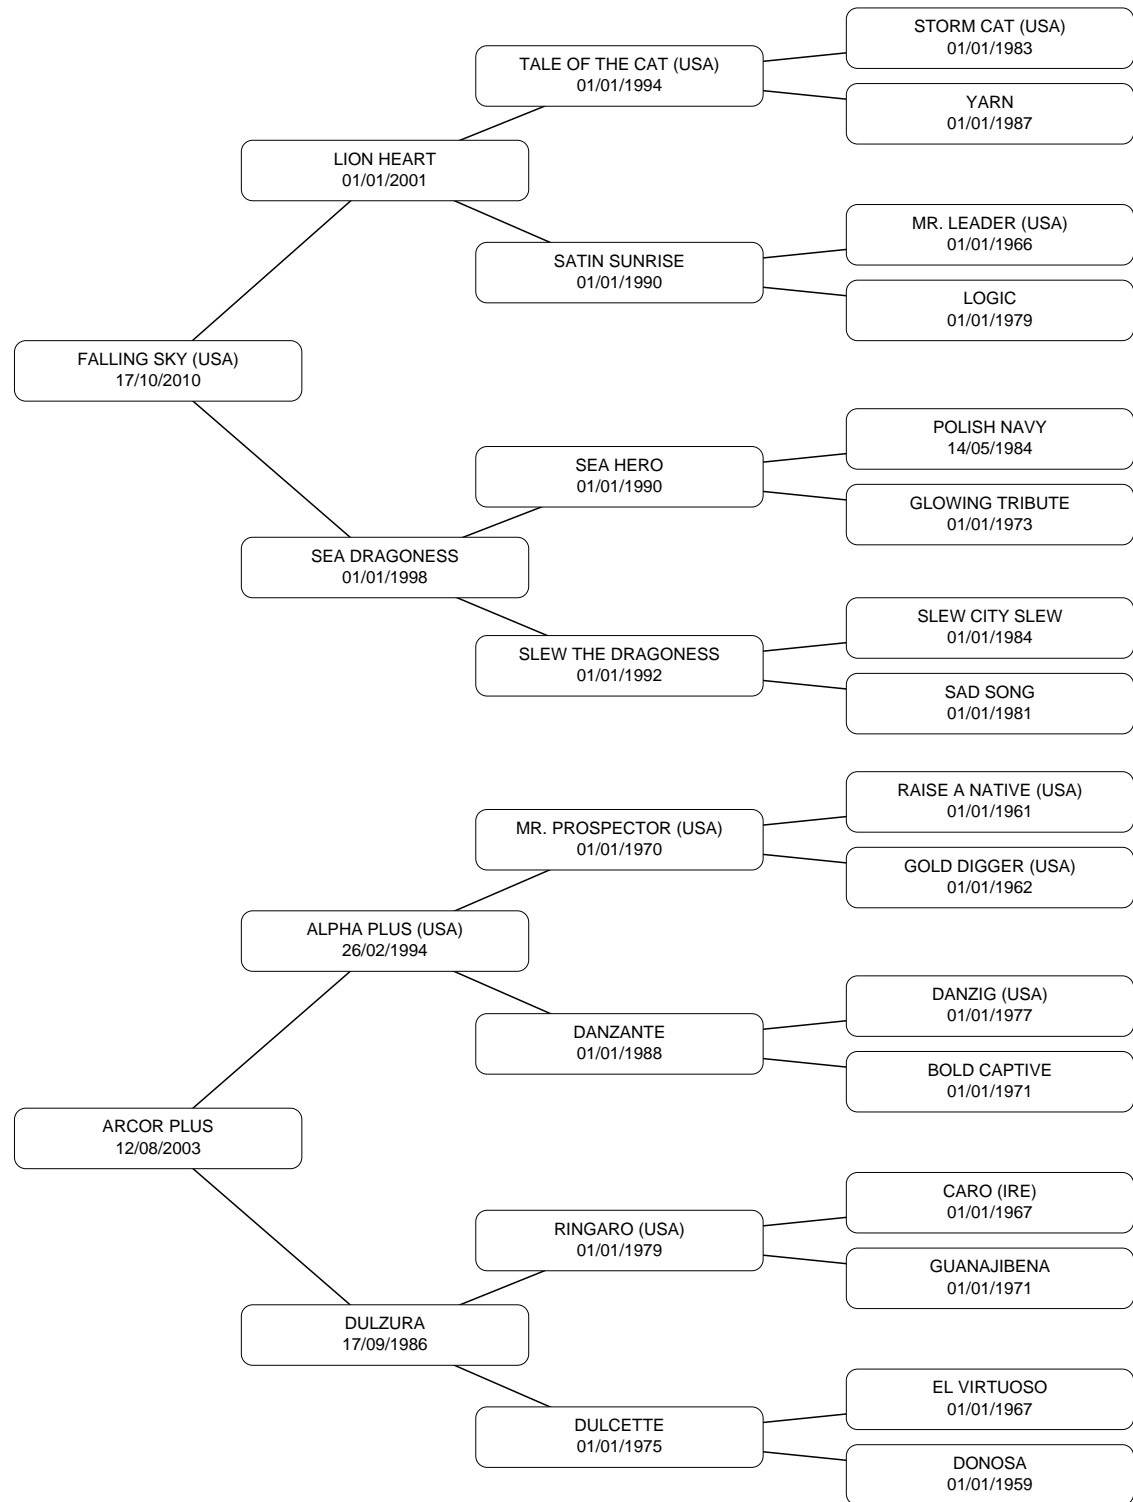 STORM CAT (USA)
01/01/1983
TALE OF THE CAT (USA)
01/01/1994
YARN
01/01/1987
LION HEART
01/01/2001
MR. LEADER (USA)
01/01/1966
SATIN SUNRISE
01/01/1990
LOGIC
01/01/1979
FALLING SKY (USA)
17/10/2010
POLISH NAVY
14/05/1984
SEA HERO
01/01/1990
GLOWING TRIBUTE
01/01/1973
SEA DRAGONESS
01/01/1998
SLEW CITY SLEW
01/01/1984
SLEW THE DRAGONESS
01/01/1992
SAD SONG
01/01/1981
RAISE A NATIVE (USA)
01/01/1961
MR. PROSPECTOR (USA)
01/01/1970
GOLD DIGGER (USA)
01/01/1962
ALPHA PLUS (USA)
26/02/1994
DANZIG (USA)
01/01/1977
DANZANTE
01/01/1988
BOLD CAPTIVE
01/01/1971
ARCOR PLUS
12/08/2003
CARO (IRE)
01/01/1967
RINGARO (USA)
01/01/1979
GUANAJIBENA
01/01/1971
DULZURA
17/09/1986
EL VIRTUOSO
01/01/1967
DULCETTE
01/01/1975
DONOSA
01/01/1959